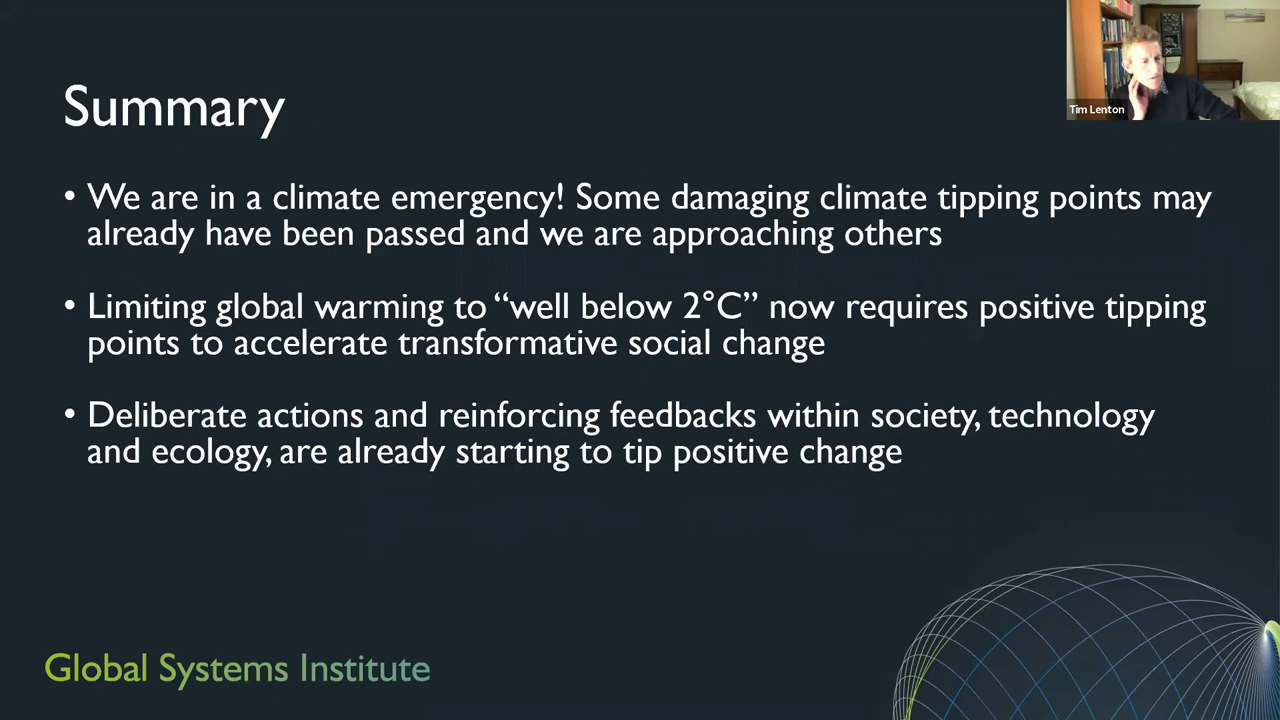 Tim Lenton
Summary
• We are in a climate emergency! Some damaging climate tipping points may
already have been passed and we are approaching others
• Limiting global warming to “well below 2°C” now requires positive tipping
points to accelerate transformative social change
• Deliberate actions and reinforcing feedbacks within society, technology
and ecology, are already starting to tip positive change
Global Systems Institute